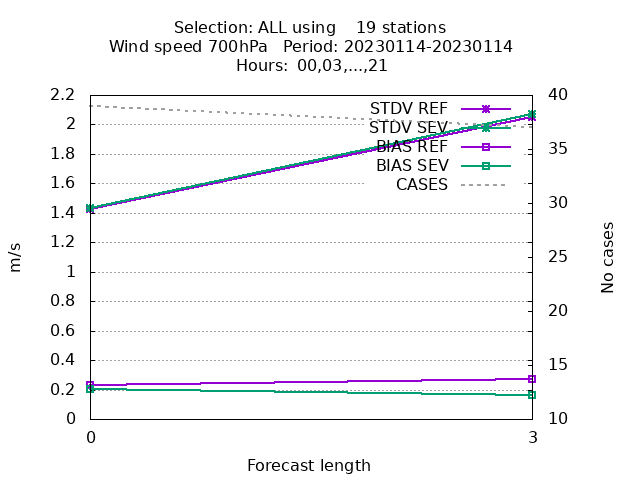 Selection: ALL using    19 stations
Wind speed 700hPa   Period: 20230114-20230114
Hours: 00,03,...,21
2.2
2
1.8
1.6
1.4
1.2
1
0.8
0.6
0.4
0.2
0
m/s
STDV REF
STDV SEV
BIAS REF
BIAS SEV
CASES
40
35
30
25
20
15
10
No cases
0
3
Forecast length